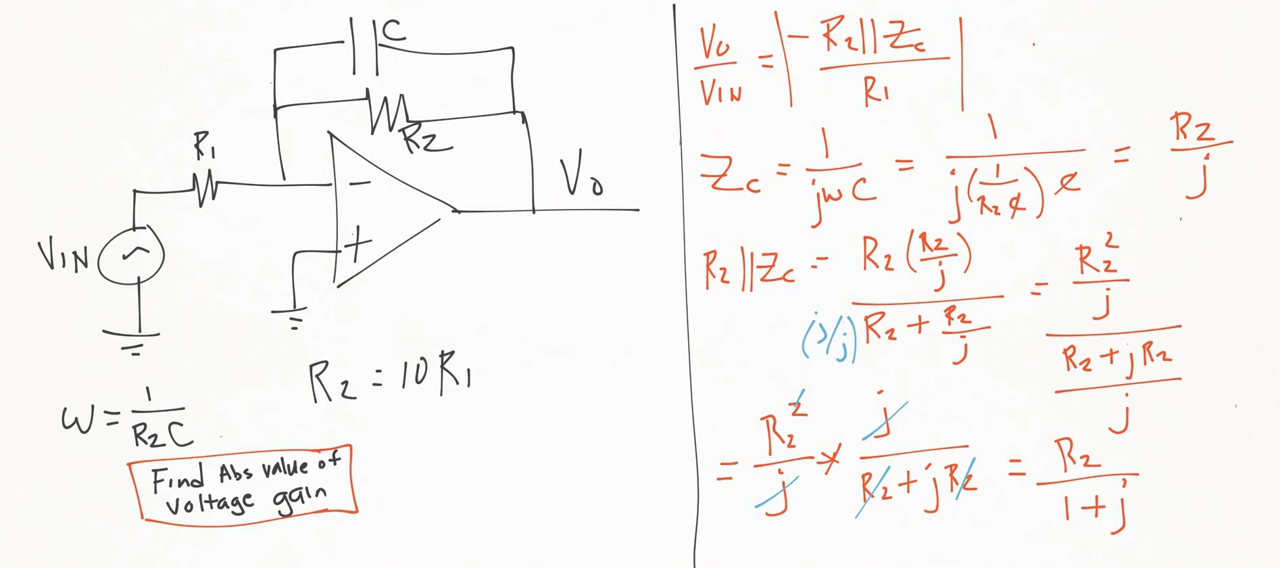 C
R2
R1
Vo
−
+
VIN
R2 = 10R1
ω = 1/(R2C)
Find Abs value of
voltage gain
Vo/VIN = |− R2||Zc / R1|
Zc = 1/(jωC) = 1/(j(1/(R2C))C) = R2/j
R2||Zc = R2(R2/j) / (R2 + R2/j) = (R2²/j) / ((R2 + jR2)/j)
(j/j)
= R2²/j * j/(R2 + jR2) = R2/(1 + j)